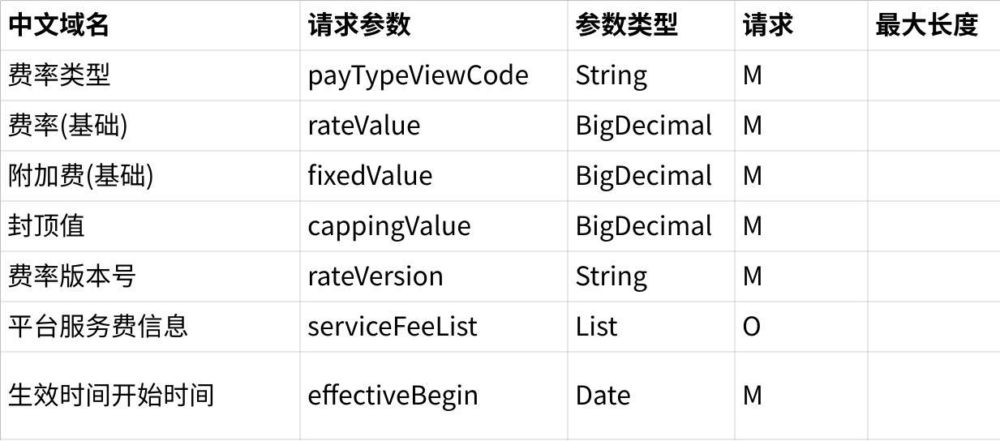 中文域名 请求参数 参数类型 请求 最大长度
费率类型 payTypeViewCode String M
费率(基础) rateValue BigDecimal M
附加费(基础) fixedValue BigDecimal M
封顶值 cappingValue BigDecimal M
费率版本号 rateVersion String M
平台服务费信息 serviceFeeList List O
生效时间开始时间 effectiveBegin Date M